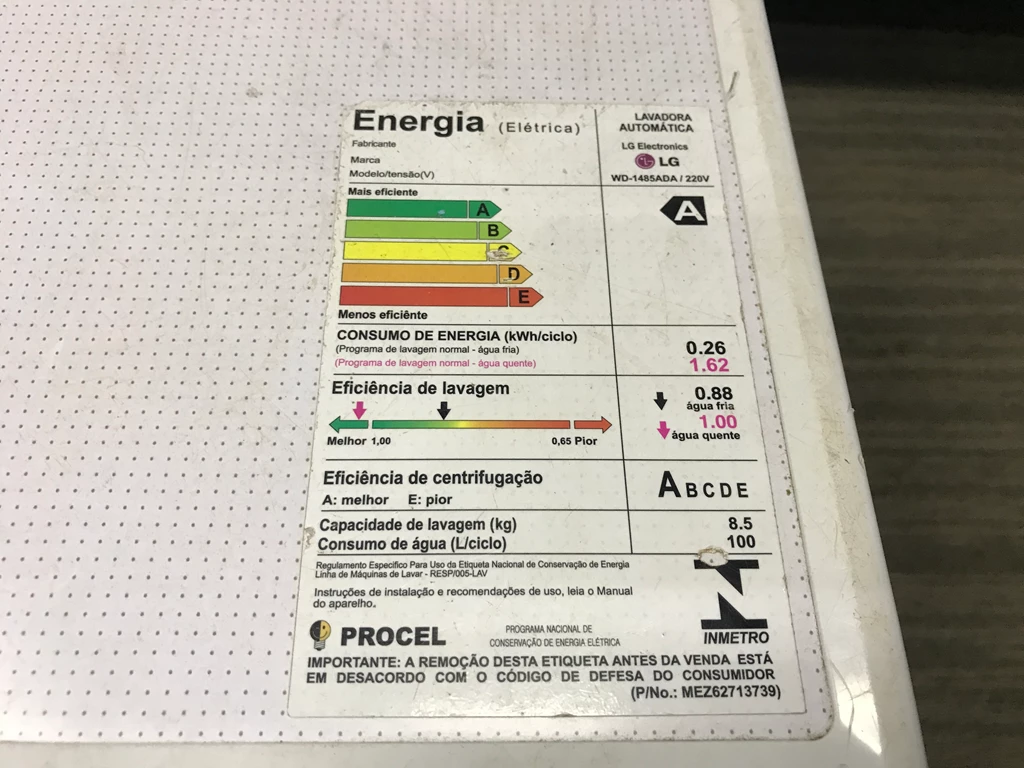 Energia (Elétrica)
Fabricante
Marca
Modelo/tensão(V)
LAVADORA
AUTOMÁTICA
LG Electronics
LG
WD-1485ADA / 220V
Mais eficiente
A
B
C
D
E
Menos eficiênte
A
CONSUMO DE ENERGIA (kWh/ciclo)
(Programa de lavagem normal - água fria)
(Programa de lavagem normal - água quente)
0.26
1.62
Eficiência de lavagem
Melhor 1,00 0,65 Pior
0.88
água fria
1.00
água quente
Eficiência de centrifugação
A: melhor E: pior
A B C D E
Capacidade de lavagem (kg) 8.5
Consumo de água (L/ciclo) 100
Regulamento Especifico Para Uso da Etiqueta Nacional de Conservação de Energia
Linha de Máquinas de Lavar - RESP/005-LAV
Instruções de instalação e recomendações de uso, leia o Manual
do aparelho.
PROCEL
PROGRAMA NACIONAL DE
CONSERVAÇÃO DE ENERGIA ELÉTRICA
INMETRO
IMPORTANTE: A REMOÇÃO DESTA ETIQUETA ANTES DA VENDA ESTÁ
EM DESACORDO COM O CÓDIGO DE DEFESA DO CONSUMIDOR
(P/No.: MEZ62713739)